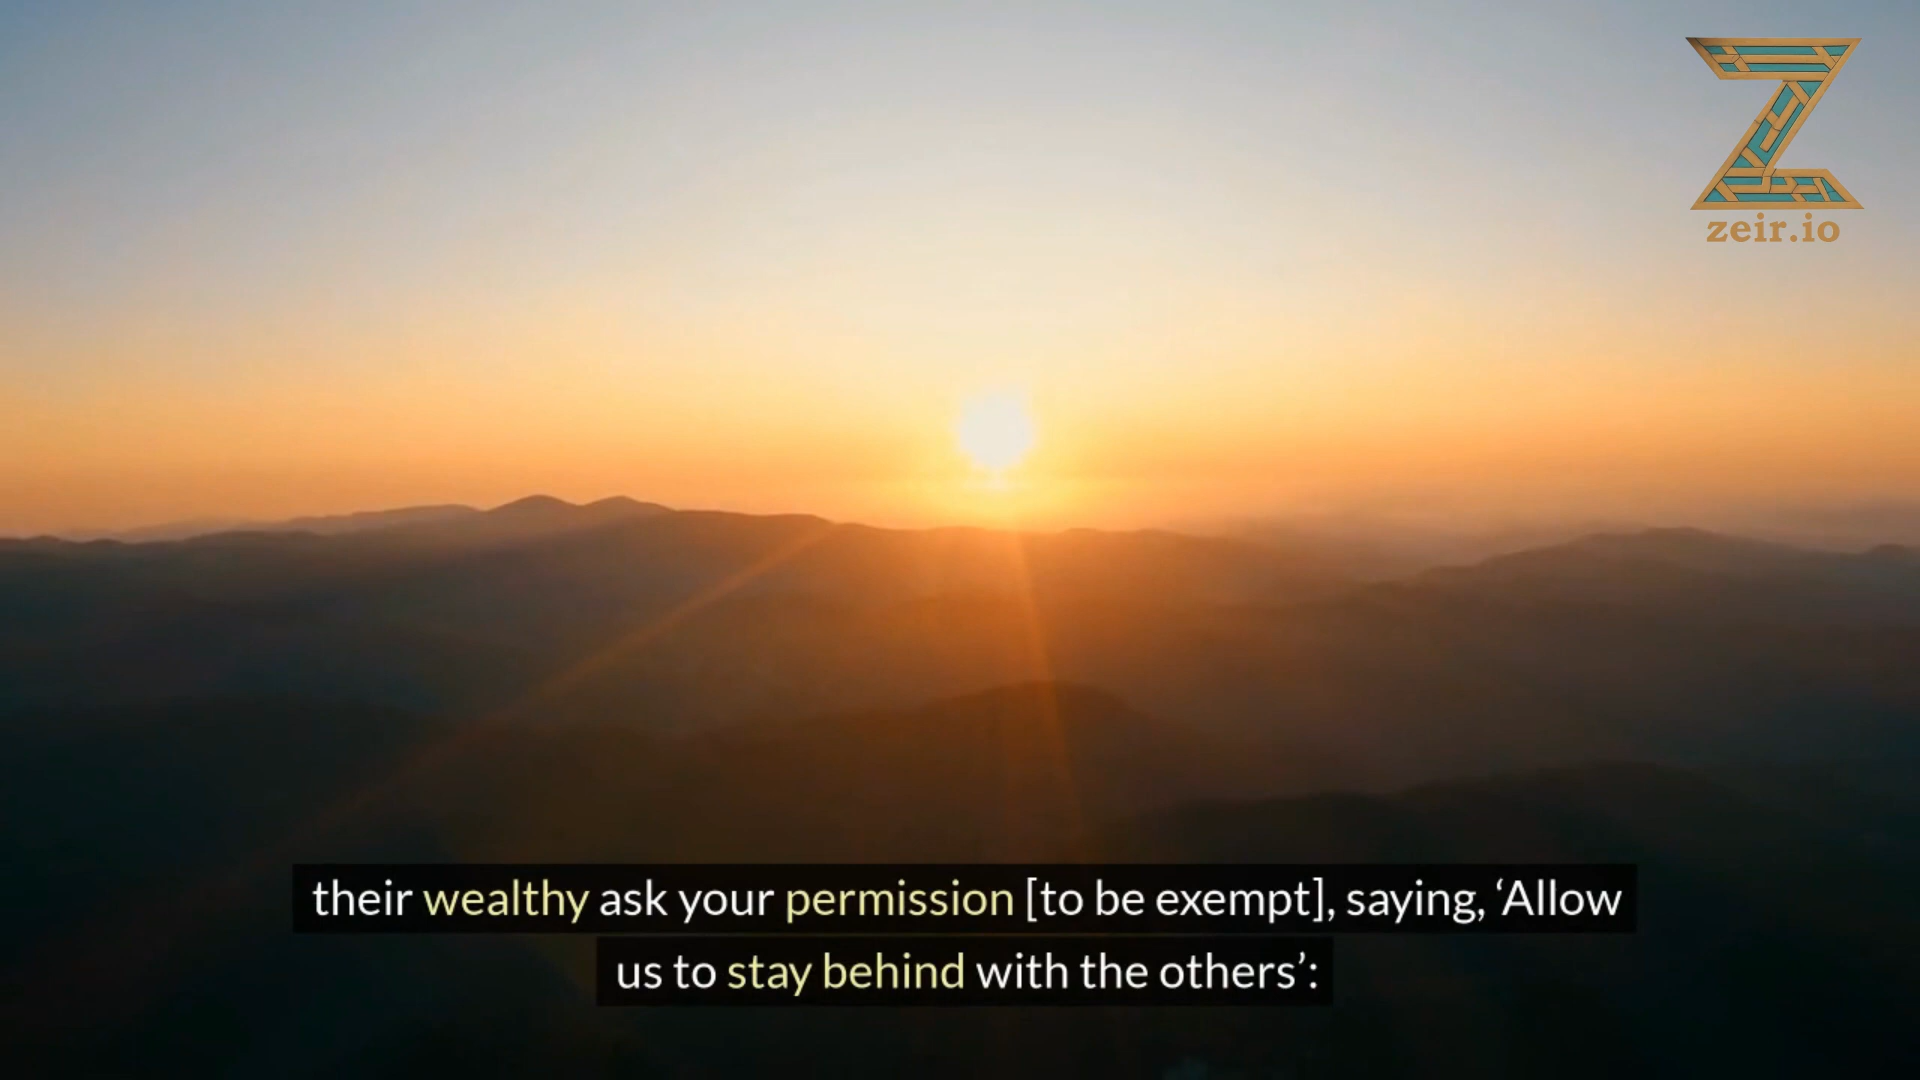 zeir.io
their wealthy ask your permission [to be exempt], saying, ‘Allow
us to stay behind with the others’: